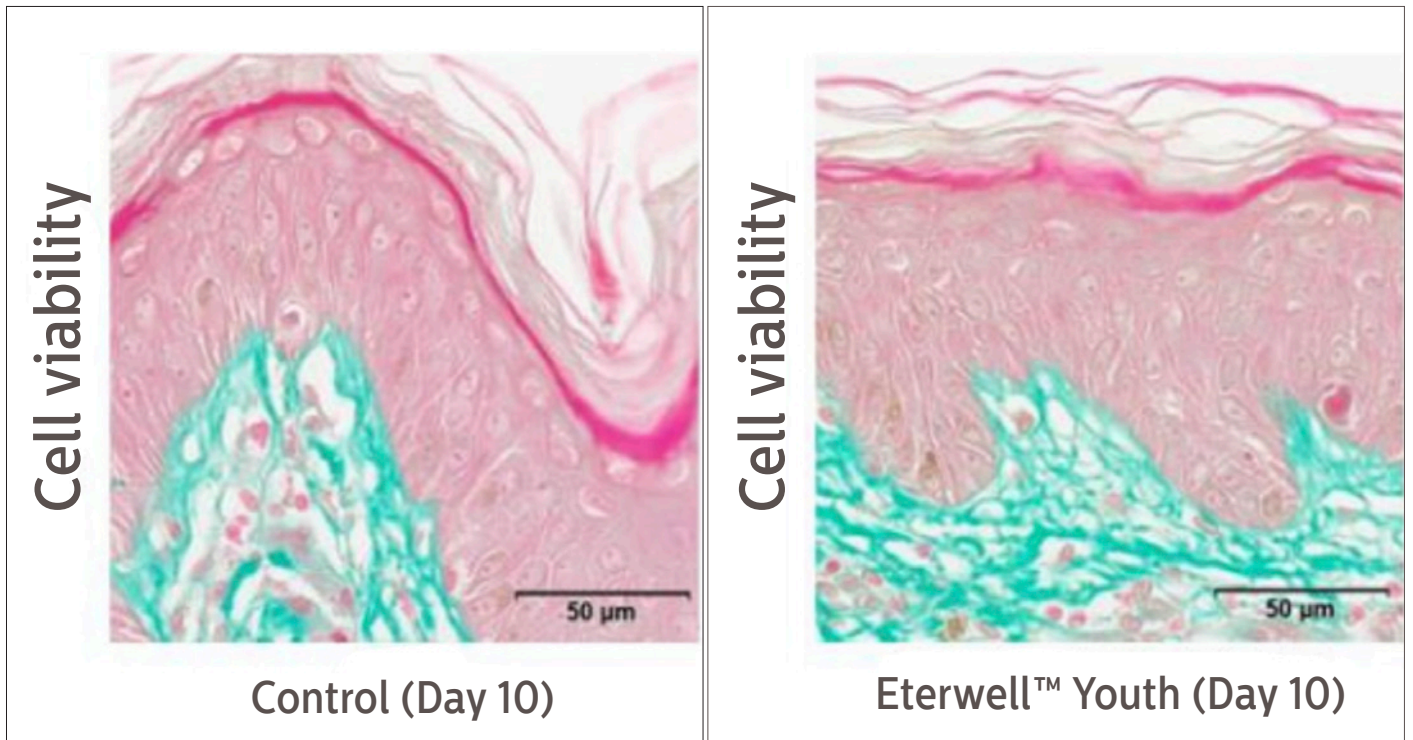 Cell viability
50 µm
Control (Day 10)
Cell viability
50 µm
Eterwell™ Youth (Day 10)